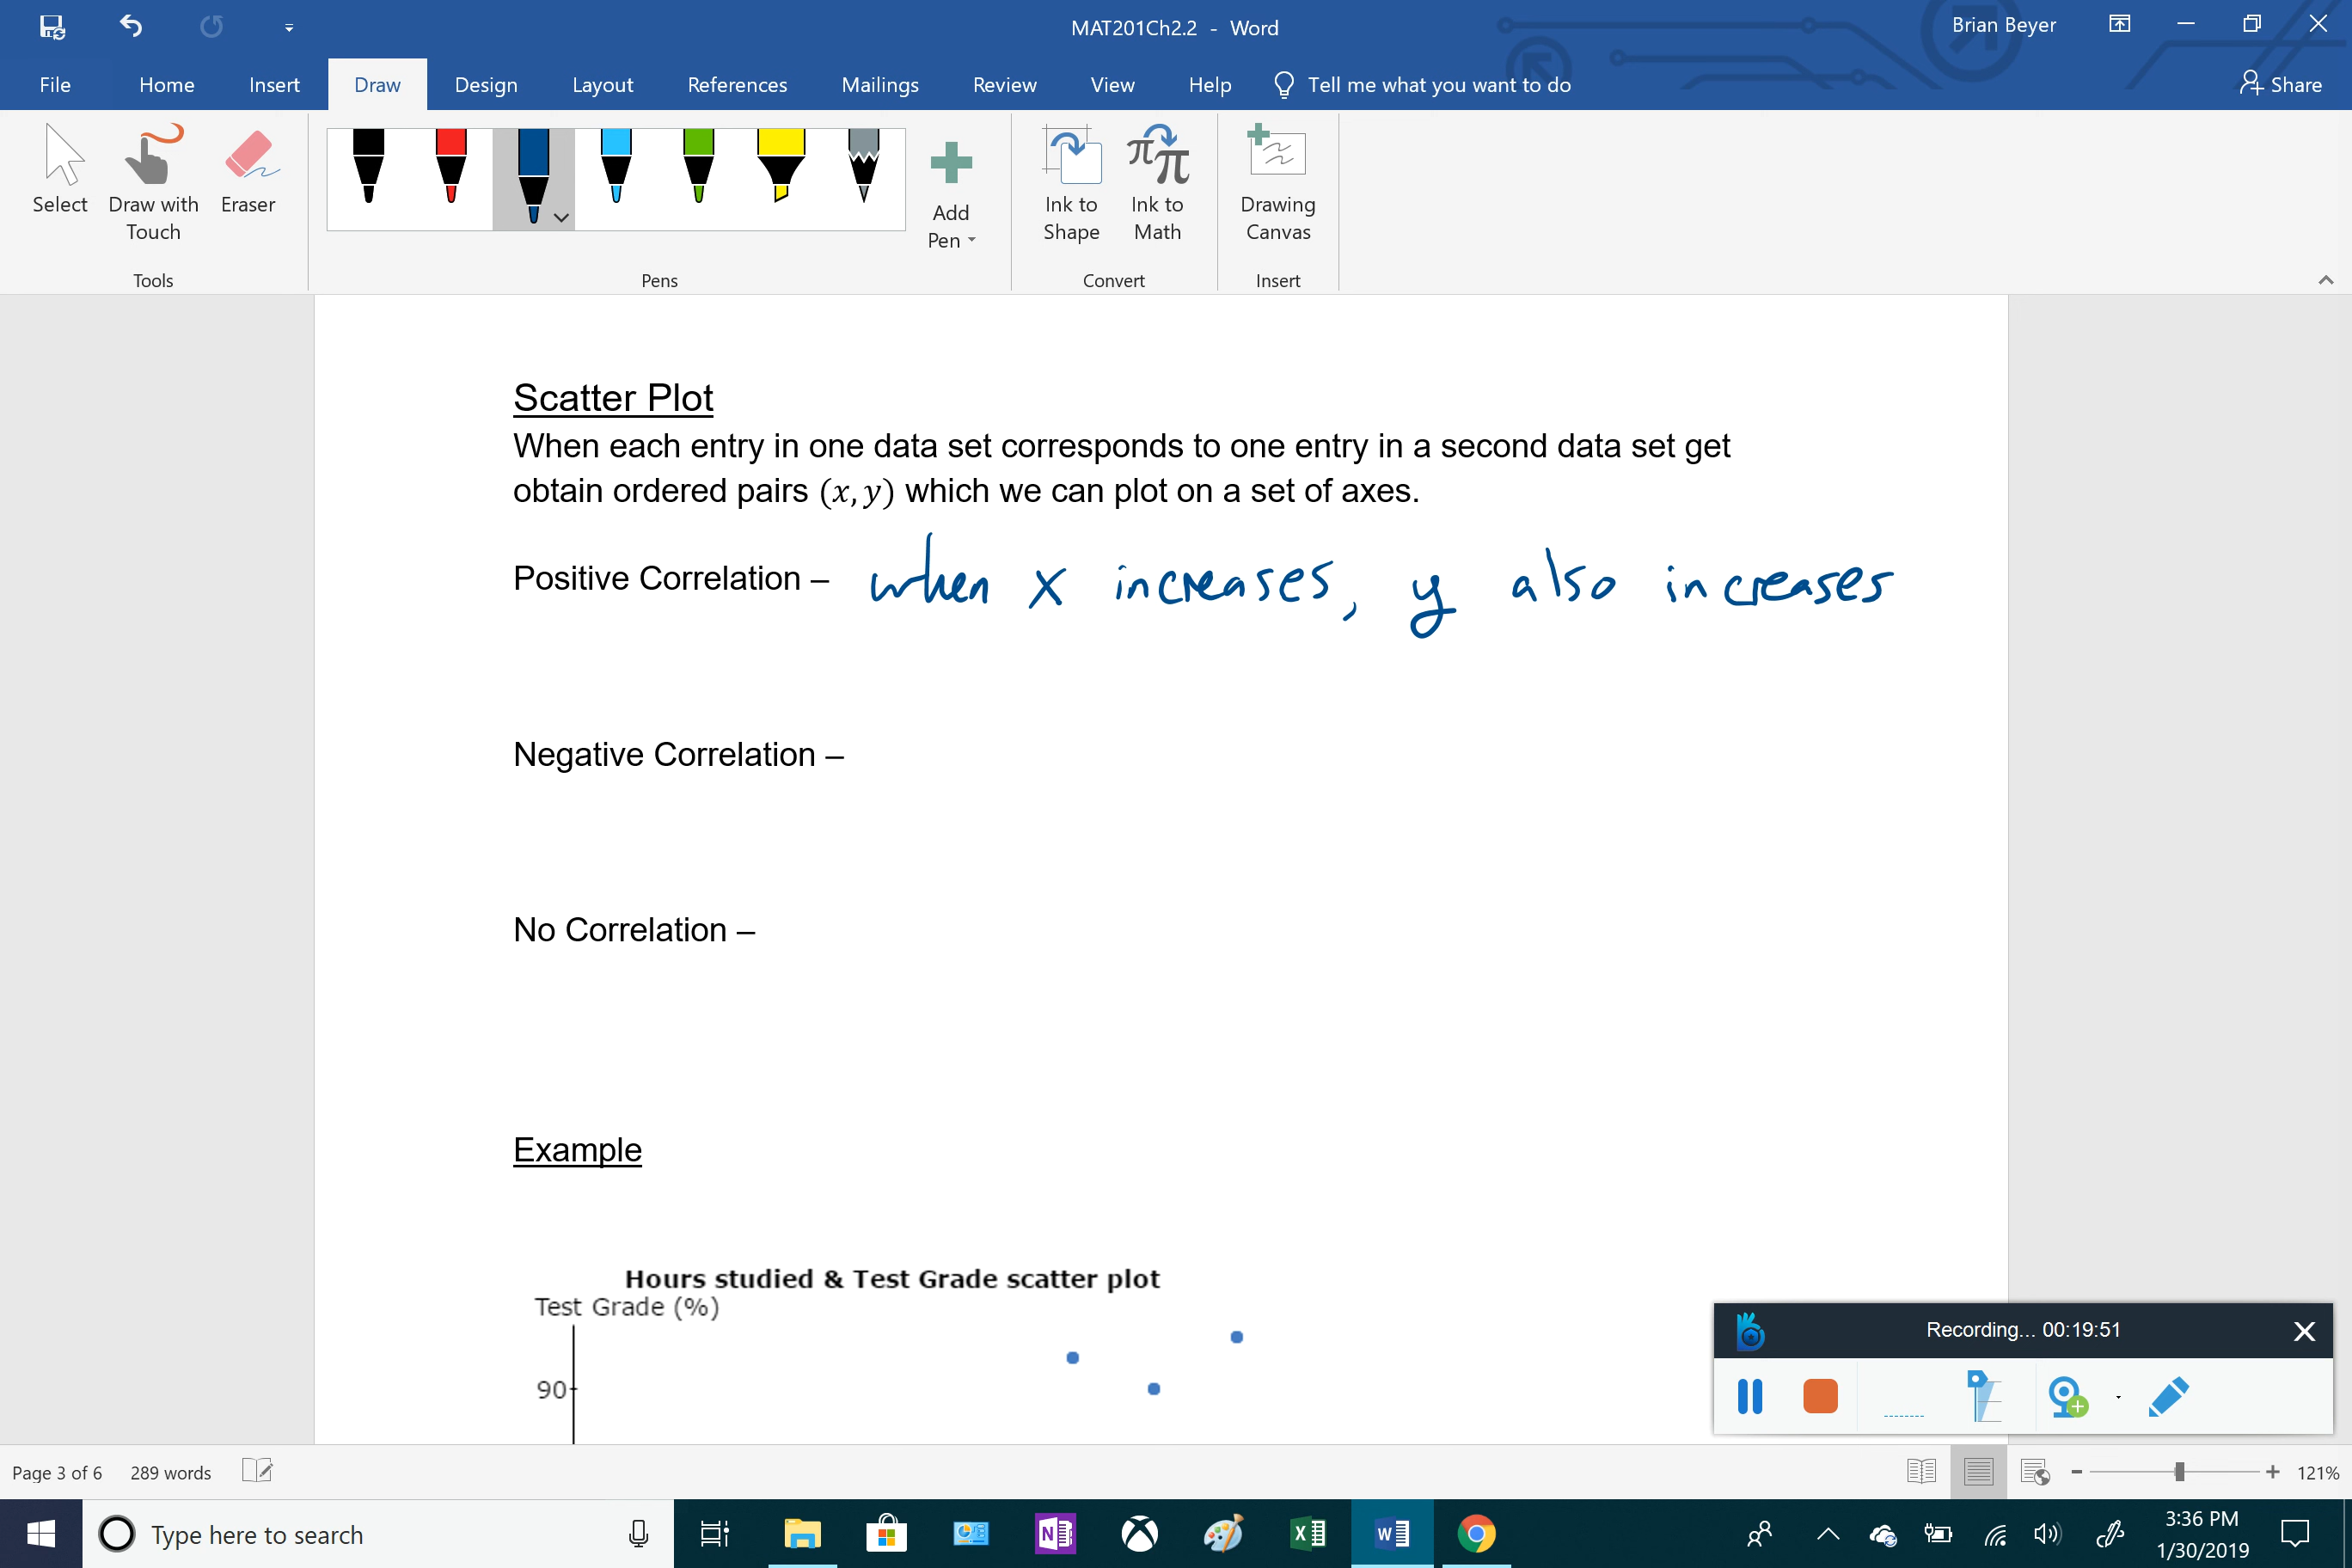 MAT201Ch2.2 - Word
Brian Beyer
File Home Insert Draw Design Layout References Mailings Review View Help Tell me what you want to do Share
Select Draw with Touch Eraser
Add Pen
Ink to Shape Ink to Math
Drawing Canvas
Tools Pens Convert Insert
Scatter Plot
When each entry in one data set corresponds to one entry in a second data set get
obtain ordered pairs (x, y) which we can plot on a set of axes.
Positive Correlation – when x increases, y also increases
Negative Correlation –
No Correlation –
Example
Hours studied & Test Grade scatter plot
Test Grade (%)
90
Recording... 00:19:51
Page 3 of 6 289 words
121%
Type here to search
3:36 PM
1/30/2019